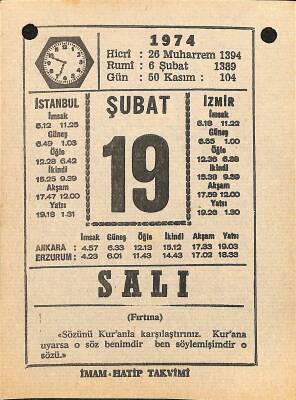 1974
Hicrî : 26 Muharrem 1394
Rumî : 6 Şubat 1389
Gün : 50 Kasım : 104
İSTANBUL
İmsak
5.12 11.25
Güneş
6.49 1.03
Öğle
12.28 6.42
İkindi
15.25 9.39
Akşam
17.47 12.00
Yatsı
19.18 1.31
ŞUBAT
19
İZMİR
İmsak
5.18 11.22
Güneş
6.55 1.00
Öğle
12.36
İkindi
15.38
Akşam
17.59 12.00
Yatsı
19.26 1.30
İmsak Güneş Öğle İkindi Akşam Yatsı
ANKARA : 4.57 6.33 12.13 15.12 17.33 19.03
ERZURUM : 4.23 6.01 11.43 14.43 17.02 18.33
SALI
(Fırtına)
«Sözünü Kur'anla karşılaştırınız. Kur'ana
uyarsa o söz benimdir ben söylemişimdir o
sözü.»
İMAM-HATİP TAKVİMİ